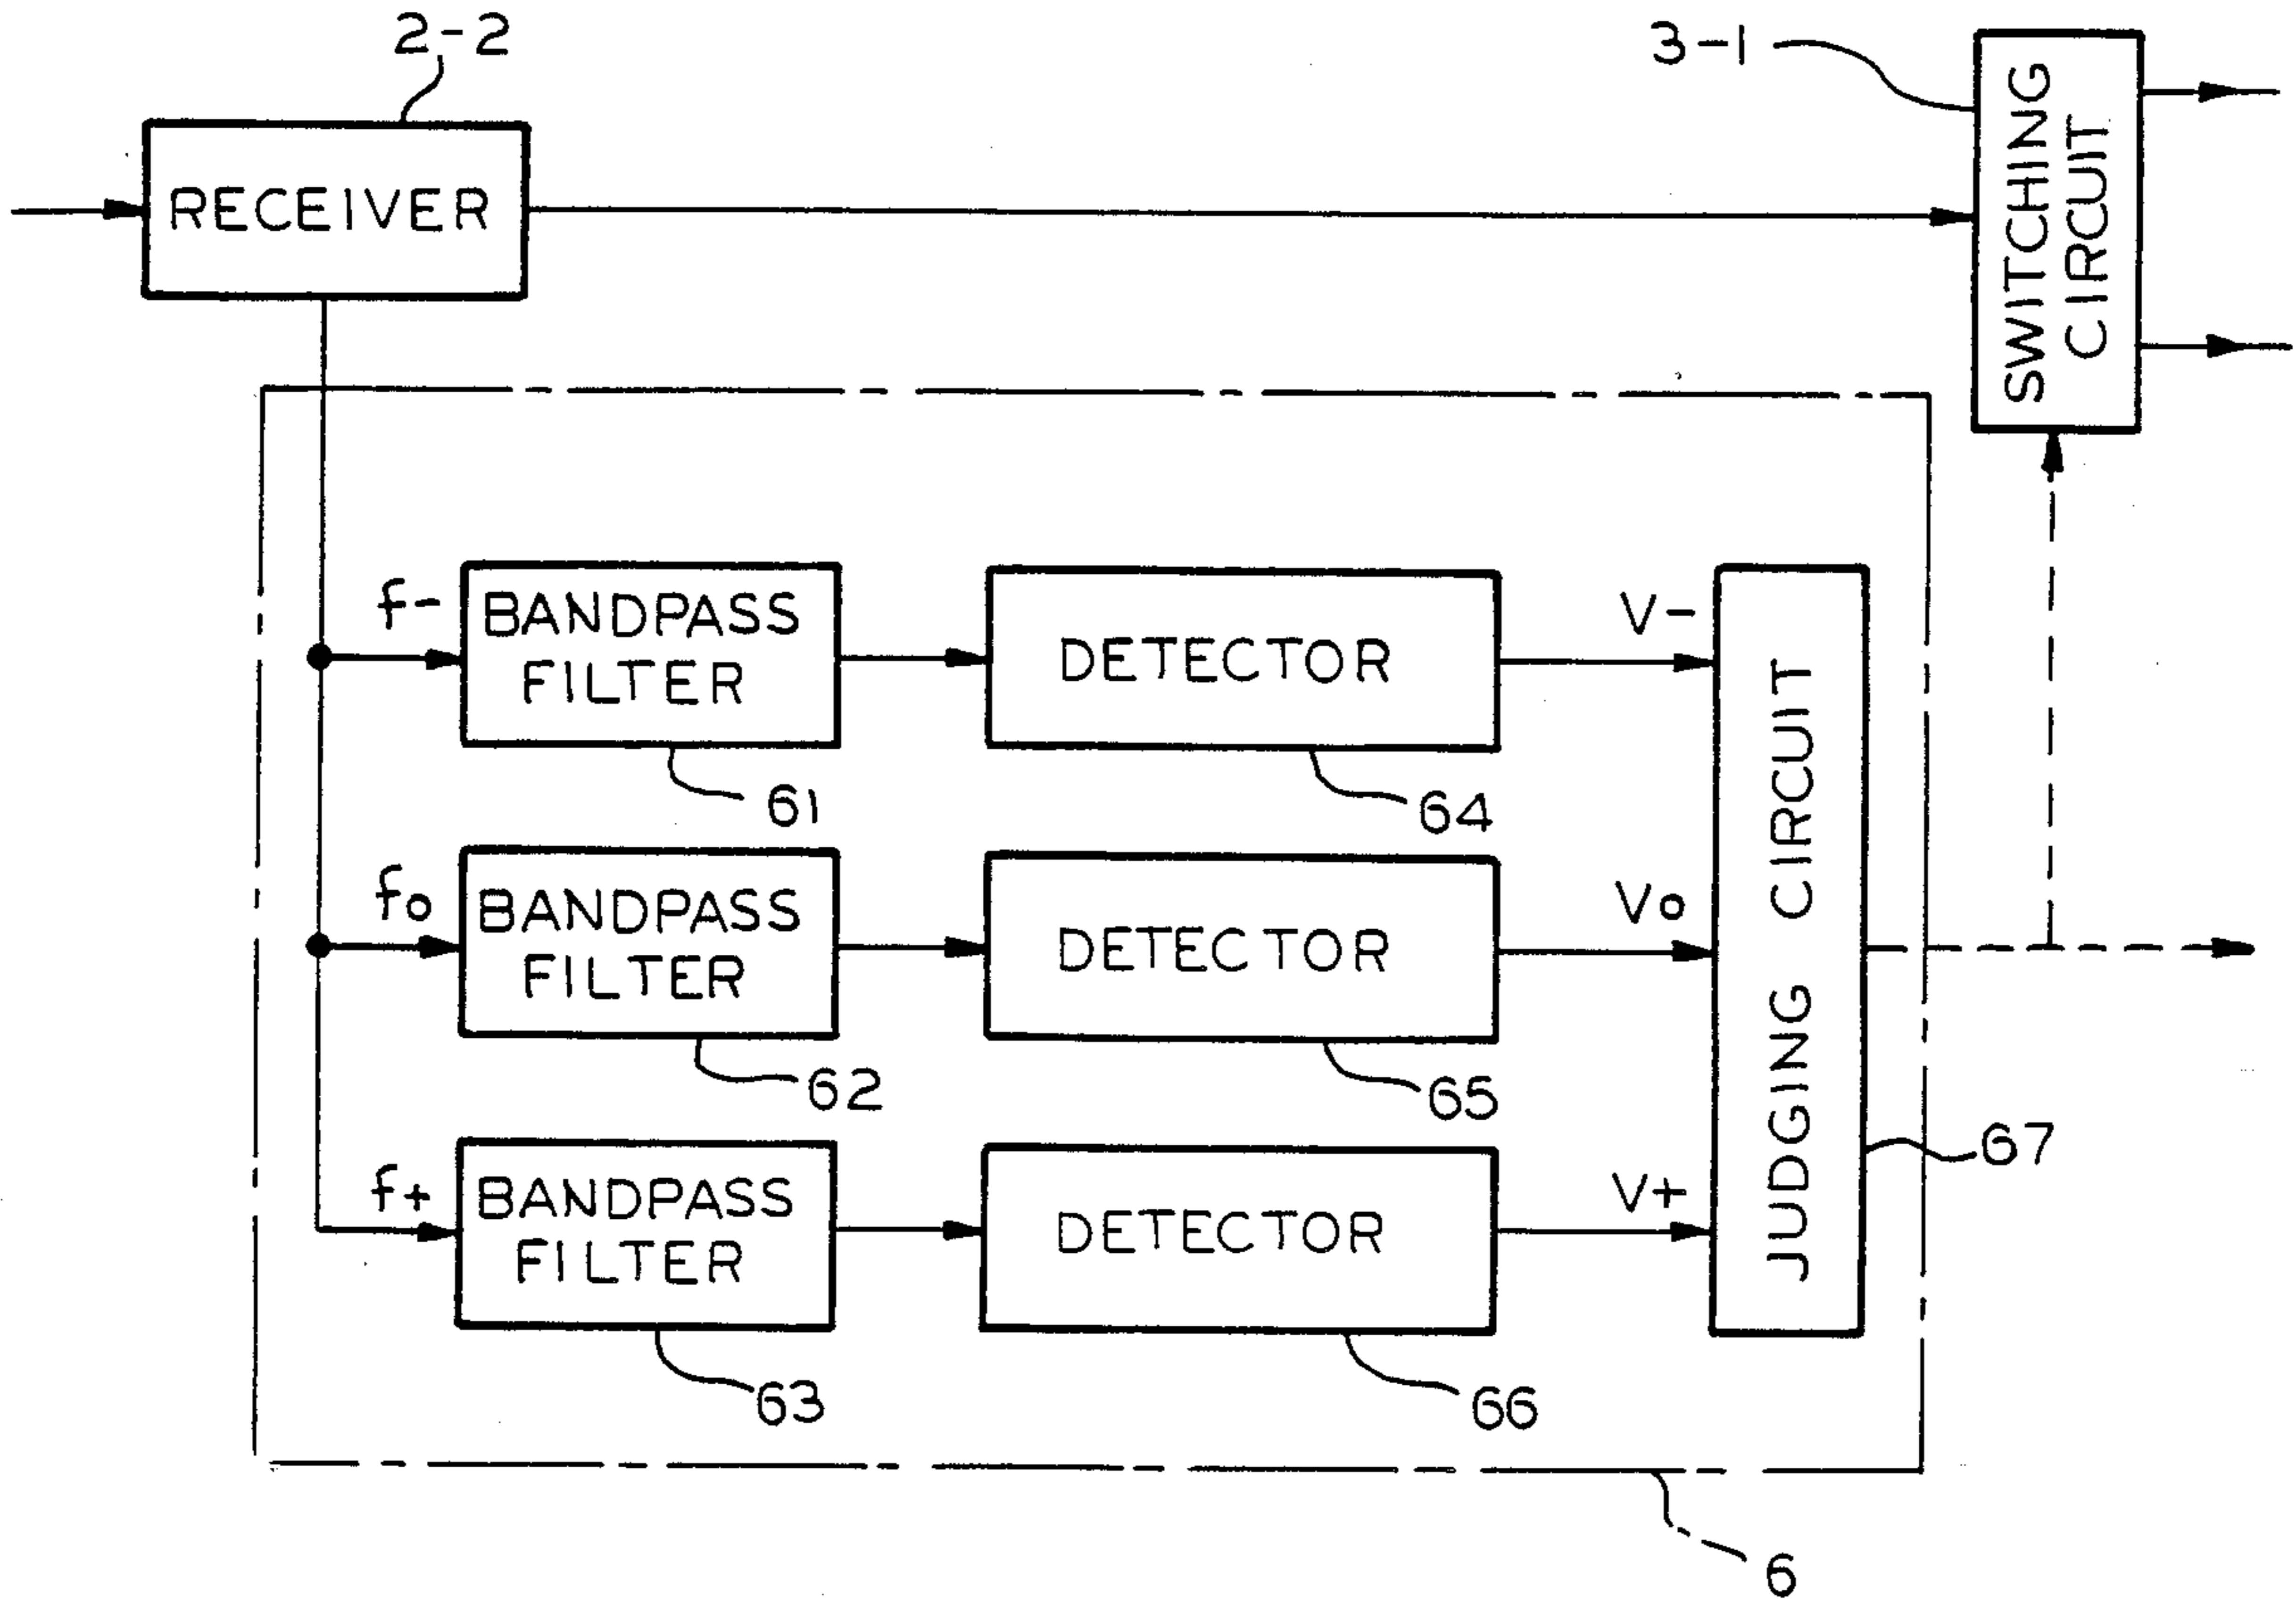 2-2
3-1
RECEIVER
SWITCHING
CIRCUIT
f-
BANDPASS
FILTER
DETECTOR
V-
61
64
fo
BANDPASS
FILTER
DETECTOR
Vo
JUDGING CIRCUIT
62
65
67
f+
BANDPASS
FILTER
DETECTOR
V+
63
66
6